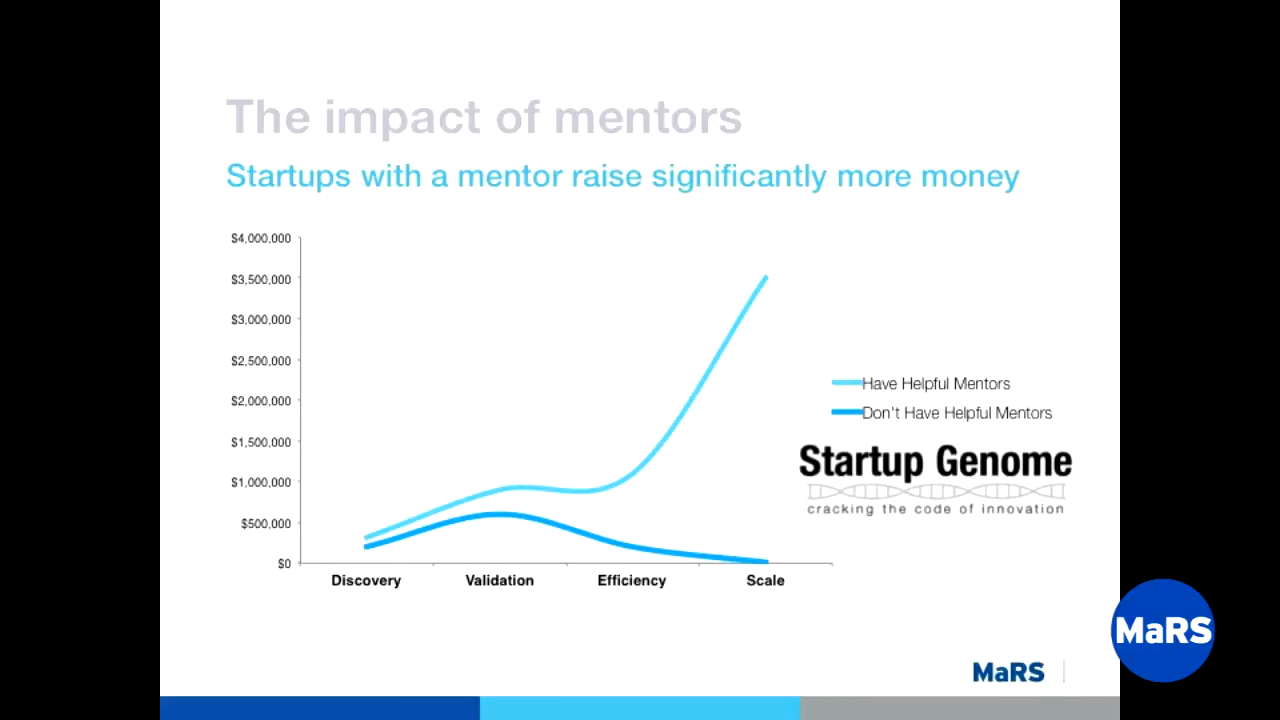 The impact of mentors
Startups with a mentor raise significantly more money
$4,000,000
$3,500,000
$3,000,000
$2,500,000
$2,000,000
$1,500,000
$1,000,000
$500,000
$0
Discovery Validation Efficiency Scale
Have Helpful Mentors
Don't Have Helpful Mentors
Startup Genome
cracking the code of innovation
MaRS
MaRS